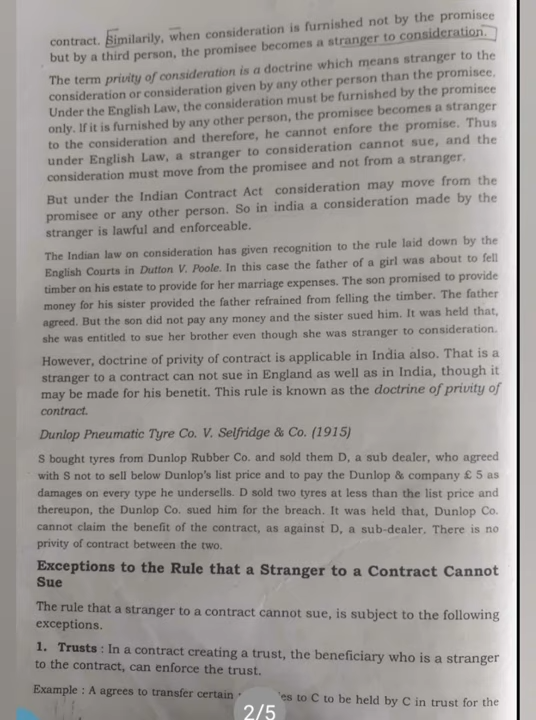 contract. Similarily, when consideration is furnished not by the promisee
but by a third person, the promisee becomes a stranger to consideration.
The term privity of consideration is a doctrine which means stranger to the
consideration or consideration given by any other person than the promisee.
Under the English Law, the consideration must be furnished by the promisee
only. If it is furnished by any other person, the promisee becomes a stranger
to the consideration and therefore, he cannot enfore the promise. Thus
under English Law, a stranger to consideration cannot sue, and the
consideration must move from the promisee and not from a stranger.
But under the Indian Contract Act consideration may move from the
promisee or any other person. So in india a consideration made by the
stranger is lawful and enforceable.
The Indian law on consideration has given recognition to the rule laid down by the
English Courts in Dutton V. Poole. In this case the father of a girl was about to fell
timber on his estate to provide for her marriage expenses. The son promised to provide
money for his sister provided the father refrained from felling the timber. The father
agreed. But the son did not pay any money and the sister sued him. It was held that,
she was entitled to sue her brother even though she was stranger to consideration.
However, doctrine of privity of contract is applicable in India also. That is a
stranger to a contract can not sue in England as well as in India, though it
may be made for his benetit. This rule is known as the doctrine of privity of
contract.
Dunlop Pneumatic Tyre Co. V. Selfridge & Co. (1915)
S bought tyres from Dunlop Rubber Co. and sold them D, a sub dealer, who agreed
with S not to sell below Dunlop's list price and to pay the Dunlop & company £ 5 as
damages on every type he undersells. D sold two tyres at less than the list price and
thereupon, the Dunlop Co. sued him for the breach. It was held that, Dunlop Co.
cannot claim the benefit of the contract, as against D, a sub-dealer. There is no
privity of contract between the two.
Exceptions to the Rule that a Stranger to a Contract Cannot
Sue
The rule that a stranger to a contract cannot sue, is subject to the following
exceptions.
1. Trusts : In a contract creating a trust, the beneficiary who is a stranger
to the contract, can enforce the trust.
Example : A agrees to transfer certain to C to be held by C in trust for the
2/5